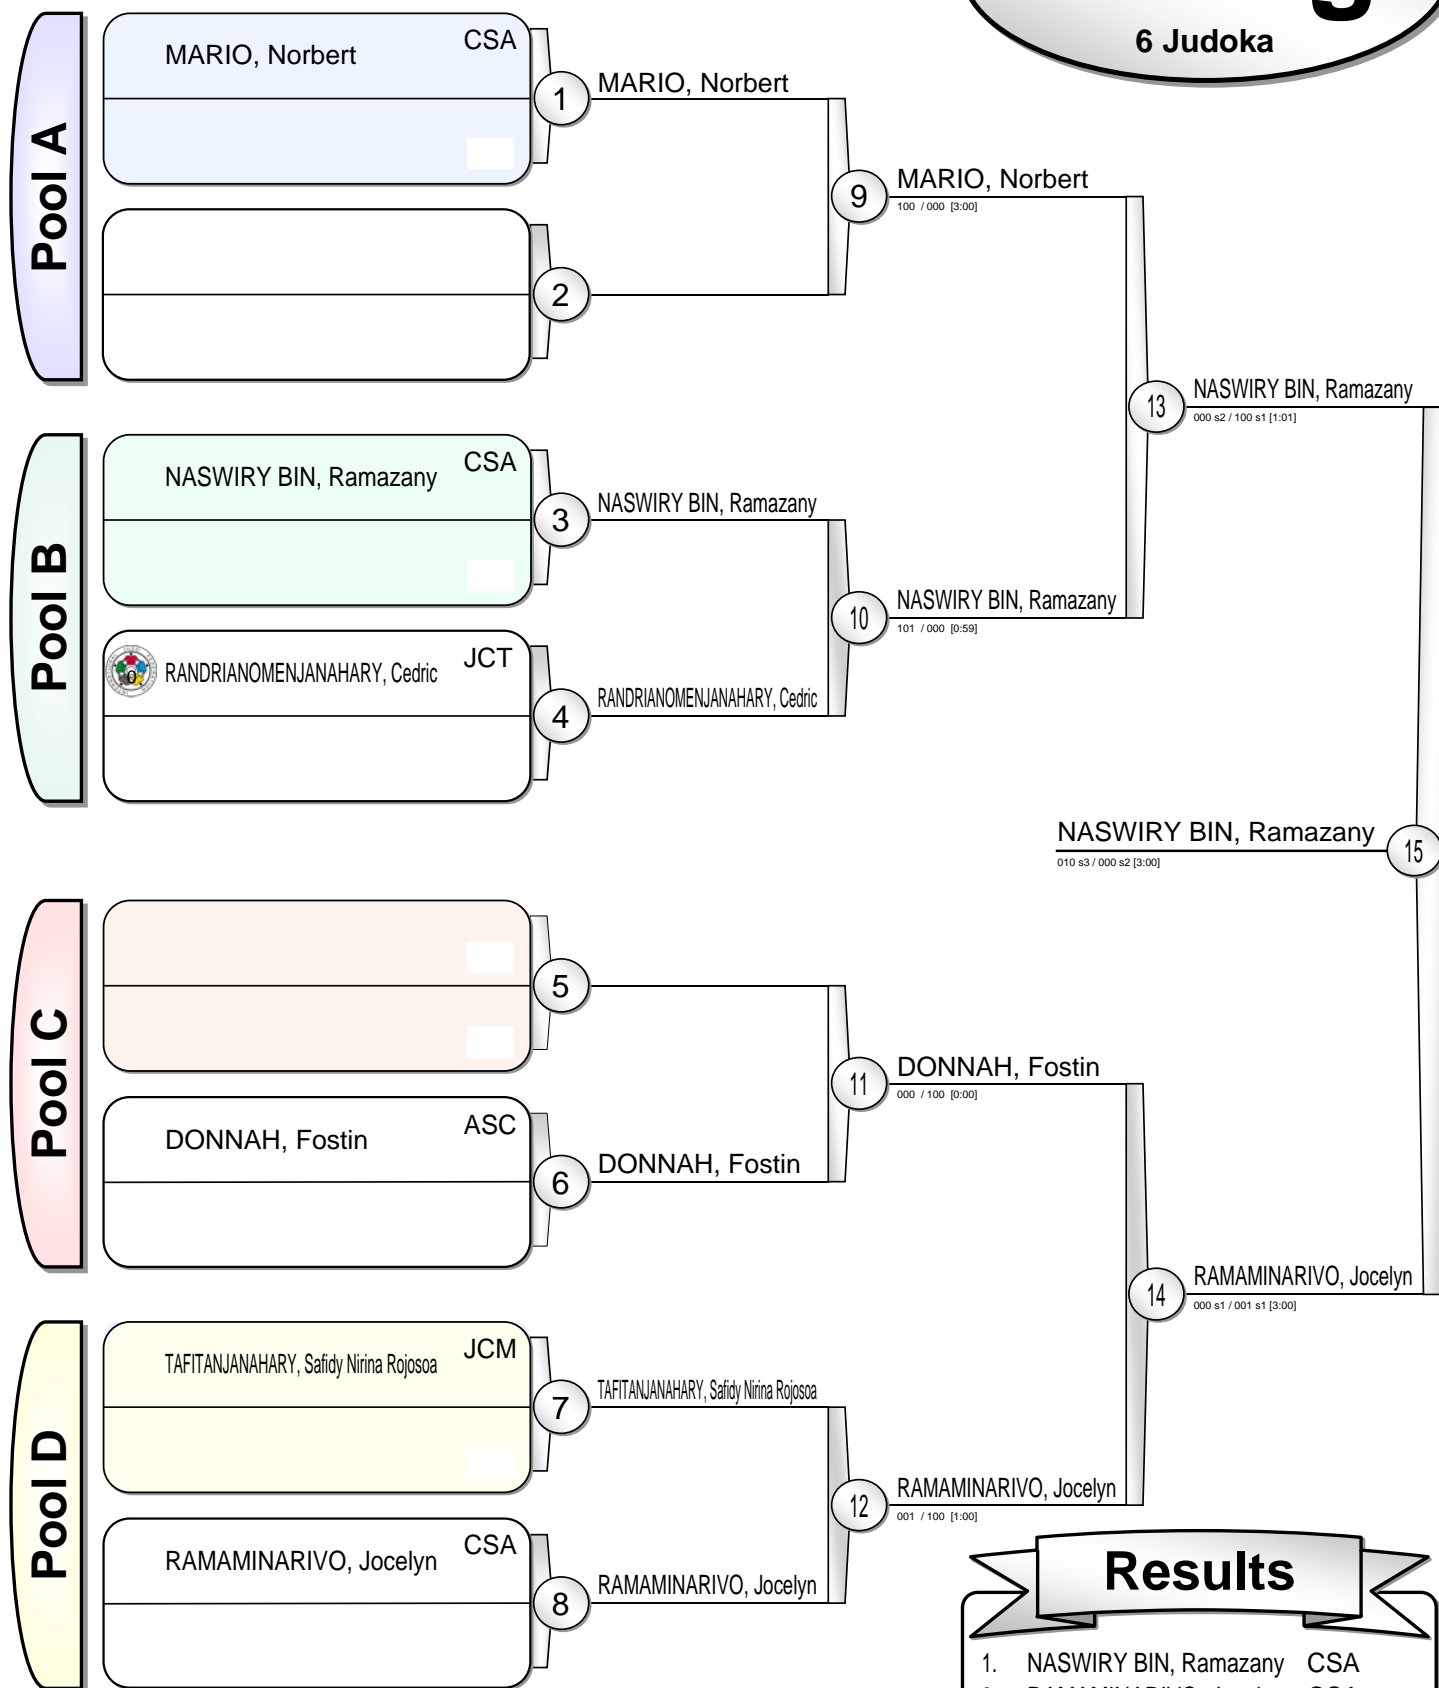 6 Judoka
Pool A
MARIO, Norbert CSA
1
MARIO, Norbert
2
9
MARIO, Norbert
100 / 000 [3:00]
Pool B
NASWIRY BIN, Ramazany CSA
3
NASWIRY BIN, Ramazany
0 RANDRIANOMENJANAHARY, Cedric JCT
4
RANDRIANOMENJANAHARY, Cedric
10
NASWIRY BIN, Ramazany
101 / 000 [0:59]
13
NASWIRY BIN, Ramazany
000 s2 / 100 s1 [1:01]
NASWIRY BIN, Ramazany
010 s3 / 000 s2 [3:00]
15
Pool C
5
DONNAH, Fostin ASC
6
DONNAH, Fostin
11
DONNAH, Fostin
000 / 100 [0:00]
Pool D
TAFITANJANAHARY, Safidy Nirina Rojosoa JCM
7
TAFITANJANAHARY, Safidy Nirina Rojosoa
RAMAMINARIVO, Jocelyn CSA
8
RAMAMINARIVO, Jocelyn
12
RAMAMINARIVO, Jocelyn
001 / 100 [1:00]
14
RAMAMINARIVO, Jocelyn
000 s1 / 001 s1 [3:00]
Results
1. NASWIRY BIN, Ramazany CSA